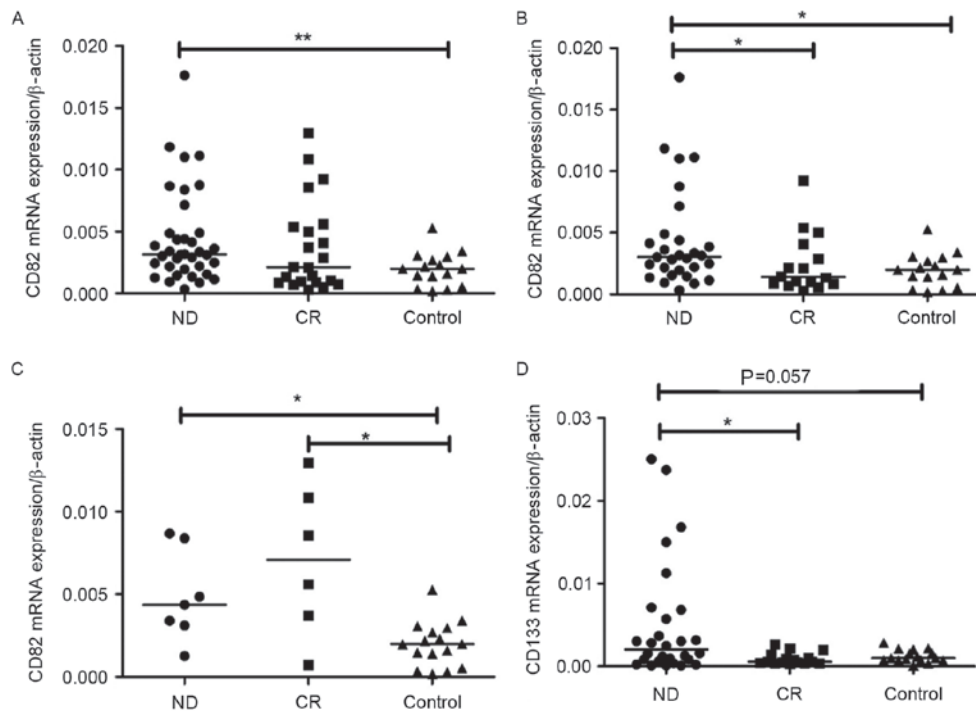 A
CD82 mRNA expression/β-actin
0.020
0.015
0.010
0.005
0.000
**
ND CR Control
B
CD82 mRNA expression/β-actin
0.020
0.015
0.010
0.005
0.000
*
*
ND CR Control
C
CD82 mRNA expression/β-actin
0.015
0.010
0.005
0.000
*
*
ND CR Control
D
CD133 mRNA expression/β-actin
0.03
0.02
0.01
0.00
P=0.057
*
ND CR Control